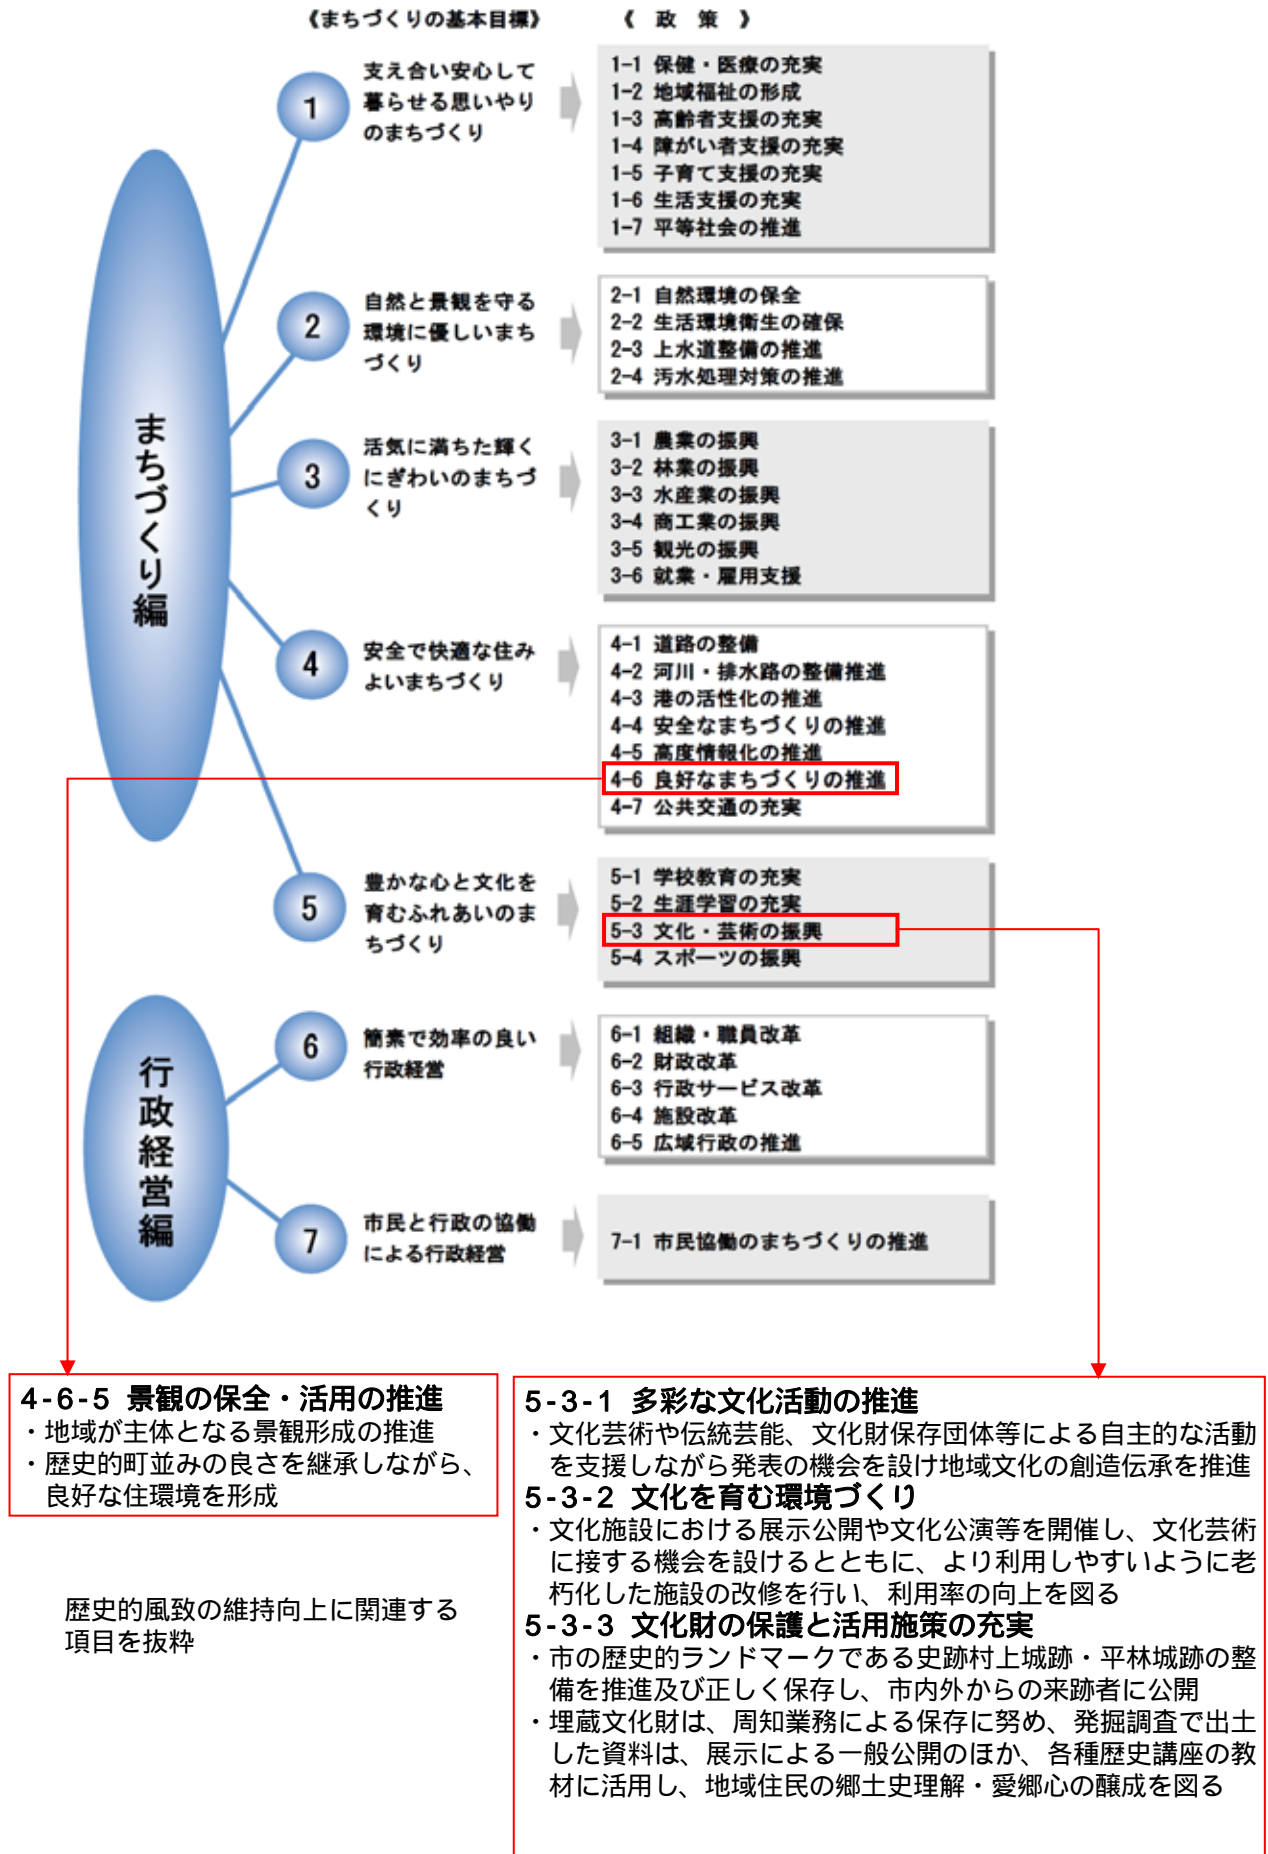 《まちづくりの基本目標》
《 政 策 》
まちづくり編
1
支え合い安心して
暮らせる思いやり
のまちづくり
1-1 保健・医療の充実
1-2 地域福祉の形成
1-3 高齢者支援の充実
1-4 障がい者支援の充実
1-5 子育て支援の充実
1-6 生活支援の充実
1-7 平等社会の推進
2
自然と景観を守る
環境に優しいまち
づくり
2-1 自然環境の保全
2-2 生活環境衛生の確保
2-3 上水道整備の推進
2-4 汚水処理対策の推進
3
活気に満ちた輝く
にぎわいのまちづ
くり
3-1 農業の振興
3-2 林業の振興
3-3 水産業の振興
3-4 商工業の振興
3-5 観光の振興
3-6 就業・雇用支援
4
安全で快適な住み
よいまちづくり
4-1 道路の整備
4-2 河川・排水路の整備推進
4-3 港の活性化の推進
4-4 安全なまちづくりの推進
4-5 高度情報化の推進
4-6 良好なまちづくりの推進
4-7 公共交通の充実
5
豊かな心と文化を
育むふれあいのま
ちづくり
5-1 学校教育の充実
5-2 生涯学習の充実
5-3 文化・芸術の振興
5-4 スポーツの振興
行政経営編
6
簡素で効率の良い
行政経営
6-1 組織・職員改革
6-2 財政改革
6-3 行政サービス改革
6-4 施設改革
6-5 広域行政の推進
7
市民と行政の協働
による行政経営
7-1 市民協働のまちづくりの推進
4-6-5 景観の保全・活用の推進
・地域が主体となる景観形成の推進
・歴史的町並みの良さを継承しながら、
良好な住環境を形成
歴史的風致の維持向上に関連する
項目を抜粋
5-3-1 多彩な文化活動の推進
・文化芸術や伝統芸能、文化財保存団体等による自主的な活動
を支援しながら発表の機会を設け地域文化の創造伝承を推進
5-3-2 文化を育む環境づくり
・文化施設における展示公開や文化公演等を開催し、文化芸術
に接する機会を設けるとともに、より利用しやすいように老
朽化した施設の改修を行い、利用率の向上を図る
5-3-3 文化財の保護と活用施策の充実
・市の歴史的ランドマークである史跡村上城跡・平林城跡の整
備を推進及び正しく保存し、市内外からの来跡者に公開
・埋蔵文化財は、周知業務による保存に努め、発掘調査で出土
した資料は、展示による一般公開のほか、各種歴史講座の教
材に活用し、地域住民の郷土史理解・愛郷心の醸成を図る